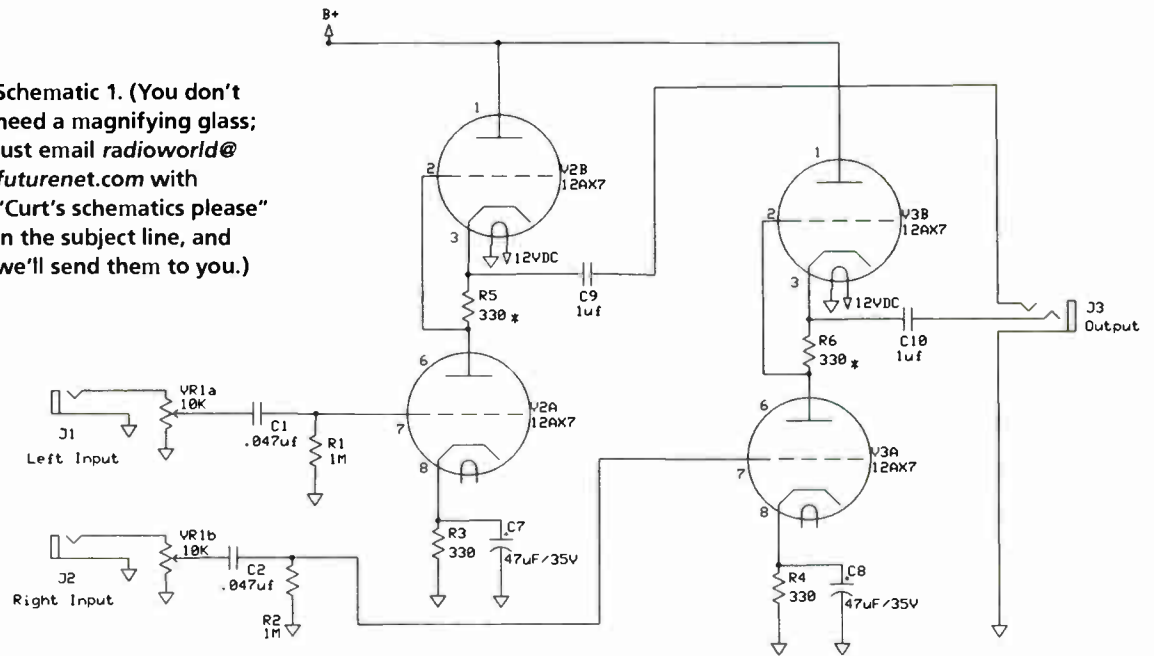 Schematic 1. (You don't
need a magnifying glass;
just email radioworld@
futurenet.com with
"Curt's schematics please"
in the subject line, and
we'll send them to you.)
B+
1
2
V2B
12AX7
3
12VDC
R5
330 *
C9
1uf
6
7
V2A
12AX7
8
R3
330
C7
47uF/35V
J1
Left Input
VR1a
10K
C1
.047uf
R1
1M
J2
Right Input
VR1b
10K
C2
.047uf
R2
1M
1
2
V3B
12AX7
3
12VDC
R6
330 *
C10
1uf
J3
Output
6
7
V3A
12AX7
8
R4
330
C8
47uF/35V